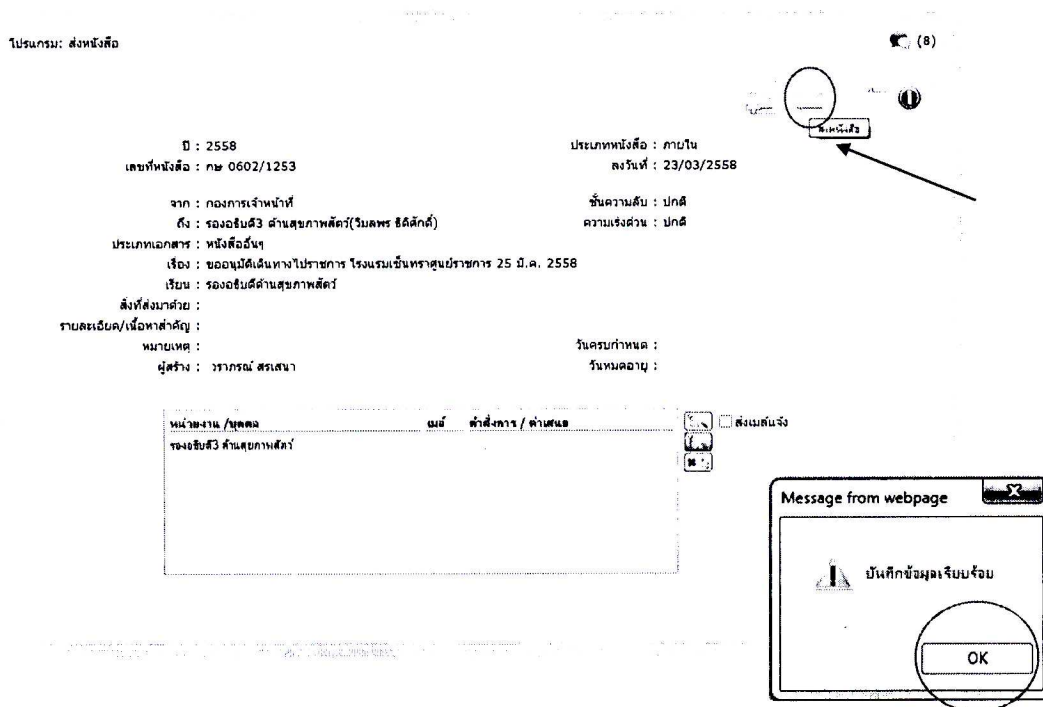 โปรแกรม: ส่งหนังสือ
(8)
ส่งหนังสือ
ปี : 2558 ประเภทหนังสือ : ภายใน
เลขที่หนังสือ : กษ 0602/1253 ลงวันที่ : 23/03/2558
จาก : กองการเจ้าหน้าที่ ชั้นความลับ : ปกติ
ถึง : รองอธิบดี3 ด้านสุขภาพสัตว์(วิมลพร ธิติศักดิ์) ความเร่งด่วน : ปกติ
ประเภทเอกสาร : หนังสืออื่นๆ
เรื่อง : ขออนุมัติเดินทางไปราชการ โรงแรมเซ็นทราศูนย์ราชการ 25 มี.ค. 2558
เรียน : รองอธิบดีด้านสุขภาพสัตว์
สิ่งที่ส่งมาด้วย :
รายละเอียด/เนื้อหาสำคัญ :
หมายเหตุ : วันครบกำหนด :
ผู้สร้าง : วราภรณ์ สรเสนา วันหมดอายุ :
หน่วยงาน /บุคคล เมล์ คำสั่งการ / คำเสนอ ส่งเมล์แจ้ง
รองอธิบดี3 ด้านสุขภาพสัตว์
Message from webpage
บันทึกข้อมูลเรียบร้อย
OK